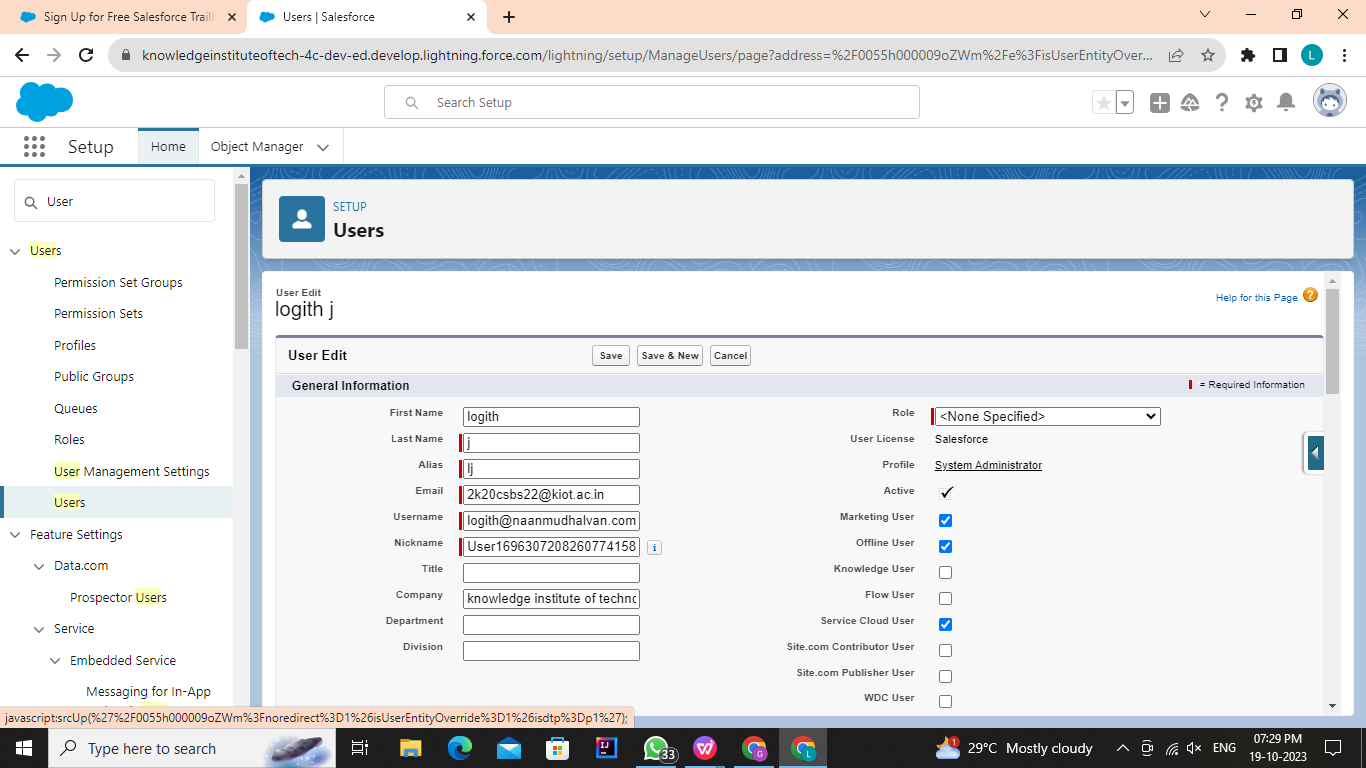 Sign Up for Free Salesforce Trailh
Users | Salesforce
knowledgeinstituteoftech-4c-dev-ed.develop.lightning.force.com/lightning/setup/ManageUsers/page?address=%2F0055h000009oZWm%2Fe%3FisUserEntityOver...
L
Search Setup
Setup
Home
Object Manager
User
Users
Permission Set Groups
Permission Sets
Profiles
Public Groups
Queues
Roles
User Management Settings
Users
Feature Settings
Data.com
Prospector Users
Service
Embedded Service
Messaging for In-App
SETUP
Users
User Edit
logith j
Help for this Page
User Edit
Save
Save & New
Cancel
General Information
= Required Information
First Name
logith
Last Name
j
Alias
lj
Email
2k20csbs22@kiot.ac.in
Username
logith@naanmudhalvan.com
Nickname
User1696307208260774158
i
Title
Company
knowledge institute of techno
Department
Division
Role
<None Specified>
User License
Salesforce
Profile
System Administrator
Active
Marketing User
Offline User
Knowledge User
Flow User
Service Cloud User
Site.com Contributor User
Site.com Publisher User
WDC User
javascript:srcUp(%27%2F0055h000009oZWm%3Fnoredirect%3D1%26isUserEntityOverride%3D1%26isdtp%3Dp1%27);
Type here to search
33
29°C Mostly cloudy
ENG
07:29 PM
19-10-2023